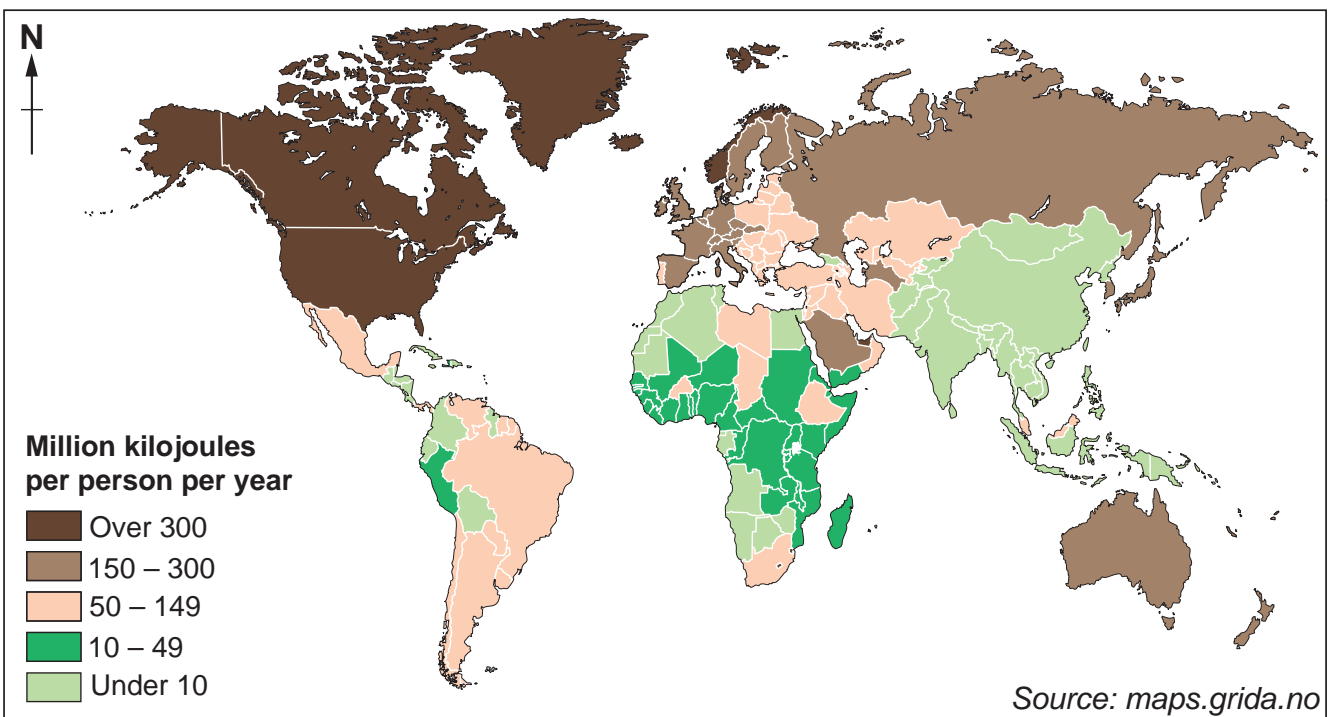 N
Million kilojoules
per person per year
Over 300
150 – 300
50 – 149
10 – 49
Under 10
Source: maps.grida.no